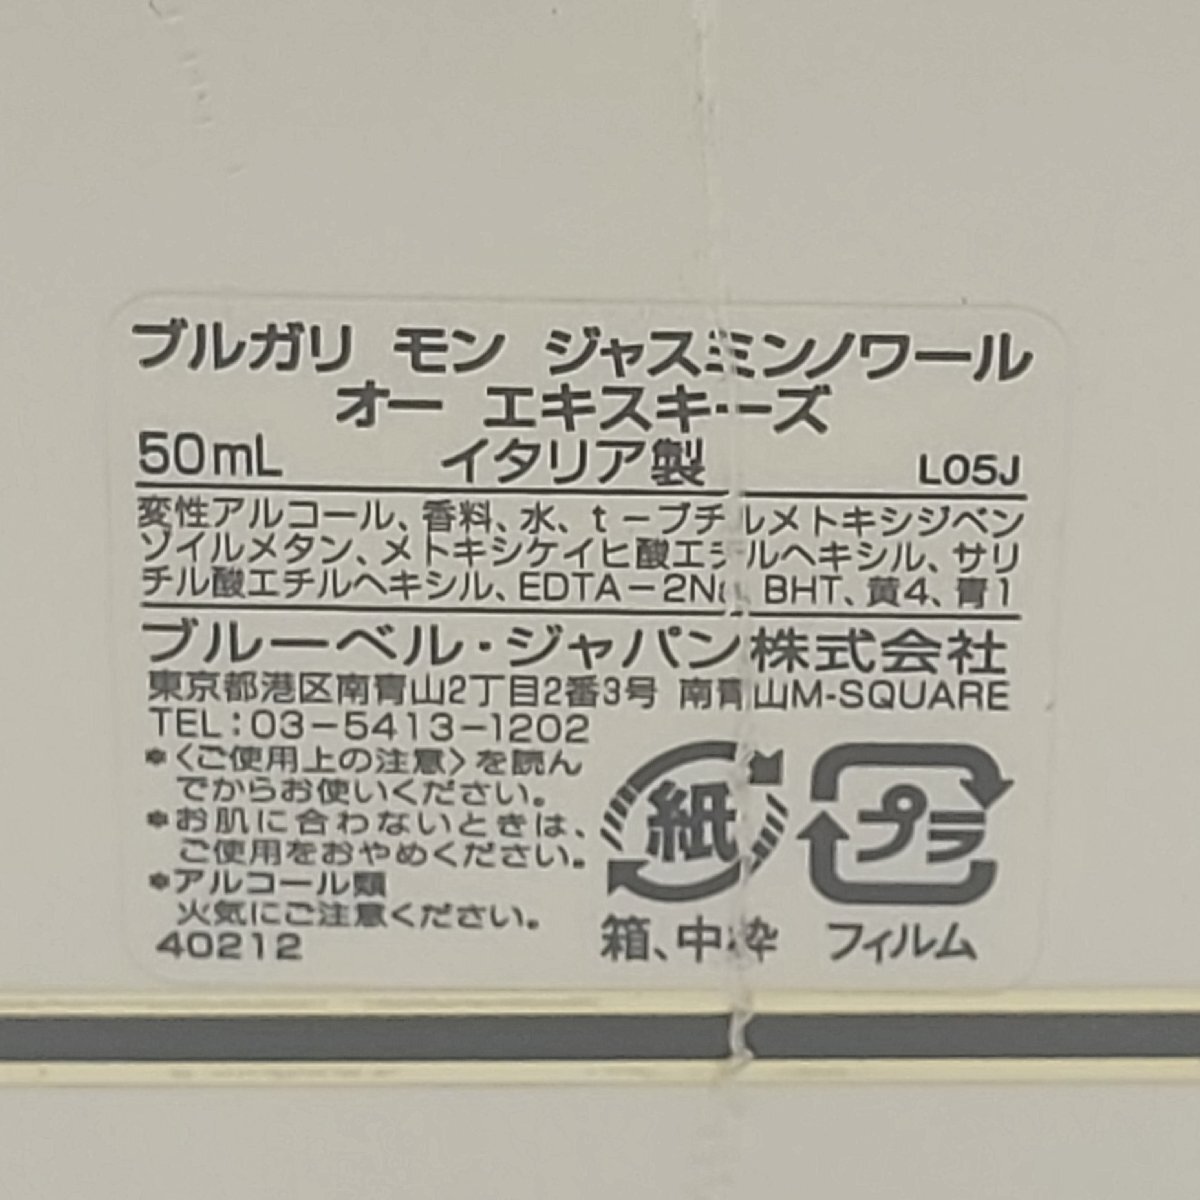 ブルガリ モン ジャスミンノワール
オー エキスキーズ
50mL イタリア製 L05J
変性アルコール、香料、水、t－ブチルメトキシジベン
ゾイルメタン、メトキシケイヒ酸エチルヘキシル、サリ
チル酸エチルヘキシル、EDTA－2Na、BHT、黄4、青1
ブルーベル・ジャパン株式会社
東京都港区南青山2丁目2番3号 南青山M-SQUARE
TEL：03－5413－1202
*〈ご使用上の注意〉を読ん
でからお使いください。
*お肌に合わないときは、
ご使用をおやめください。
*アルコール類
火気にご注意ください。
40212
紙
箱、中枠
プラ
フィルム